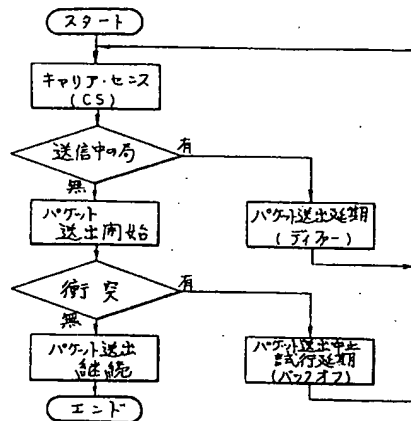 スタート
キャリア・センス
(CS)
送信中の局
有
無
パケット
送出開始
パケット送出延期
(ディファー)
衝突
有
無
パケット送出
継続
パケット送出中止
試行延期
(バックオフ)
エンド